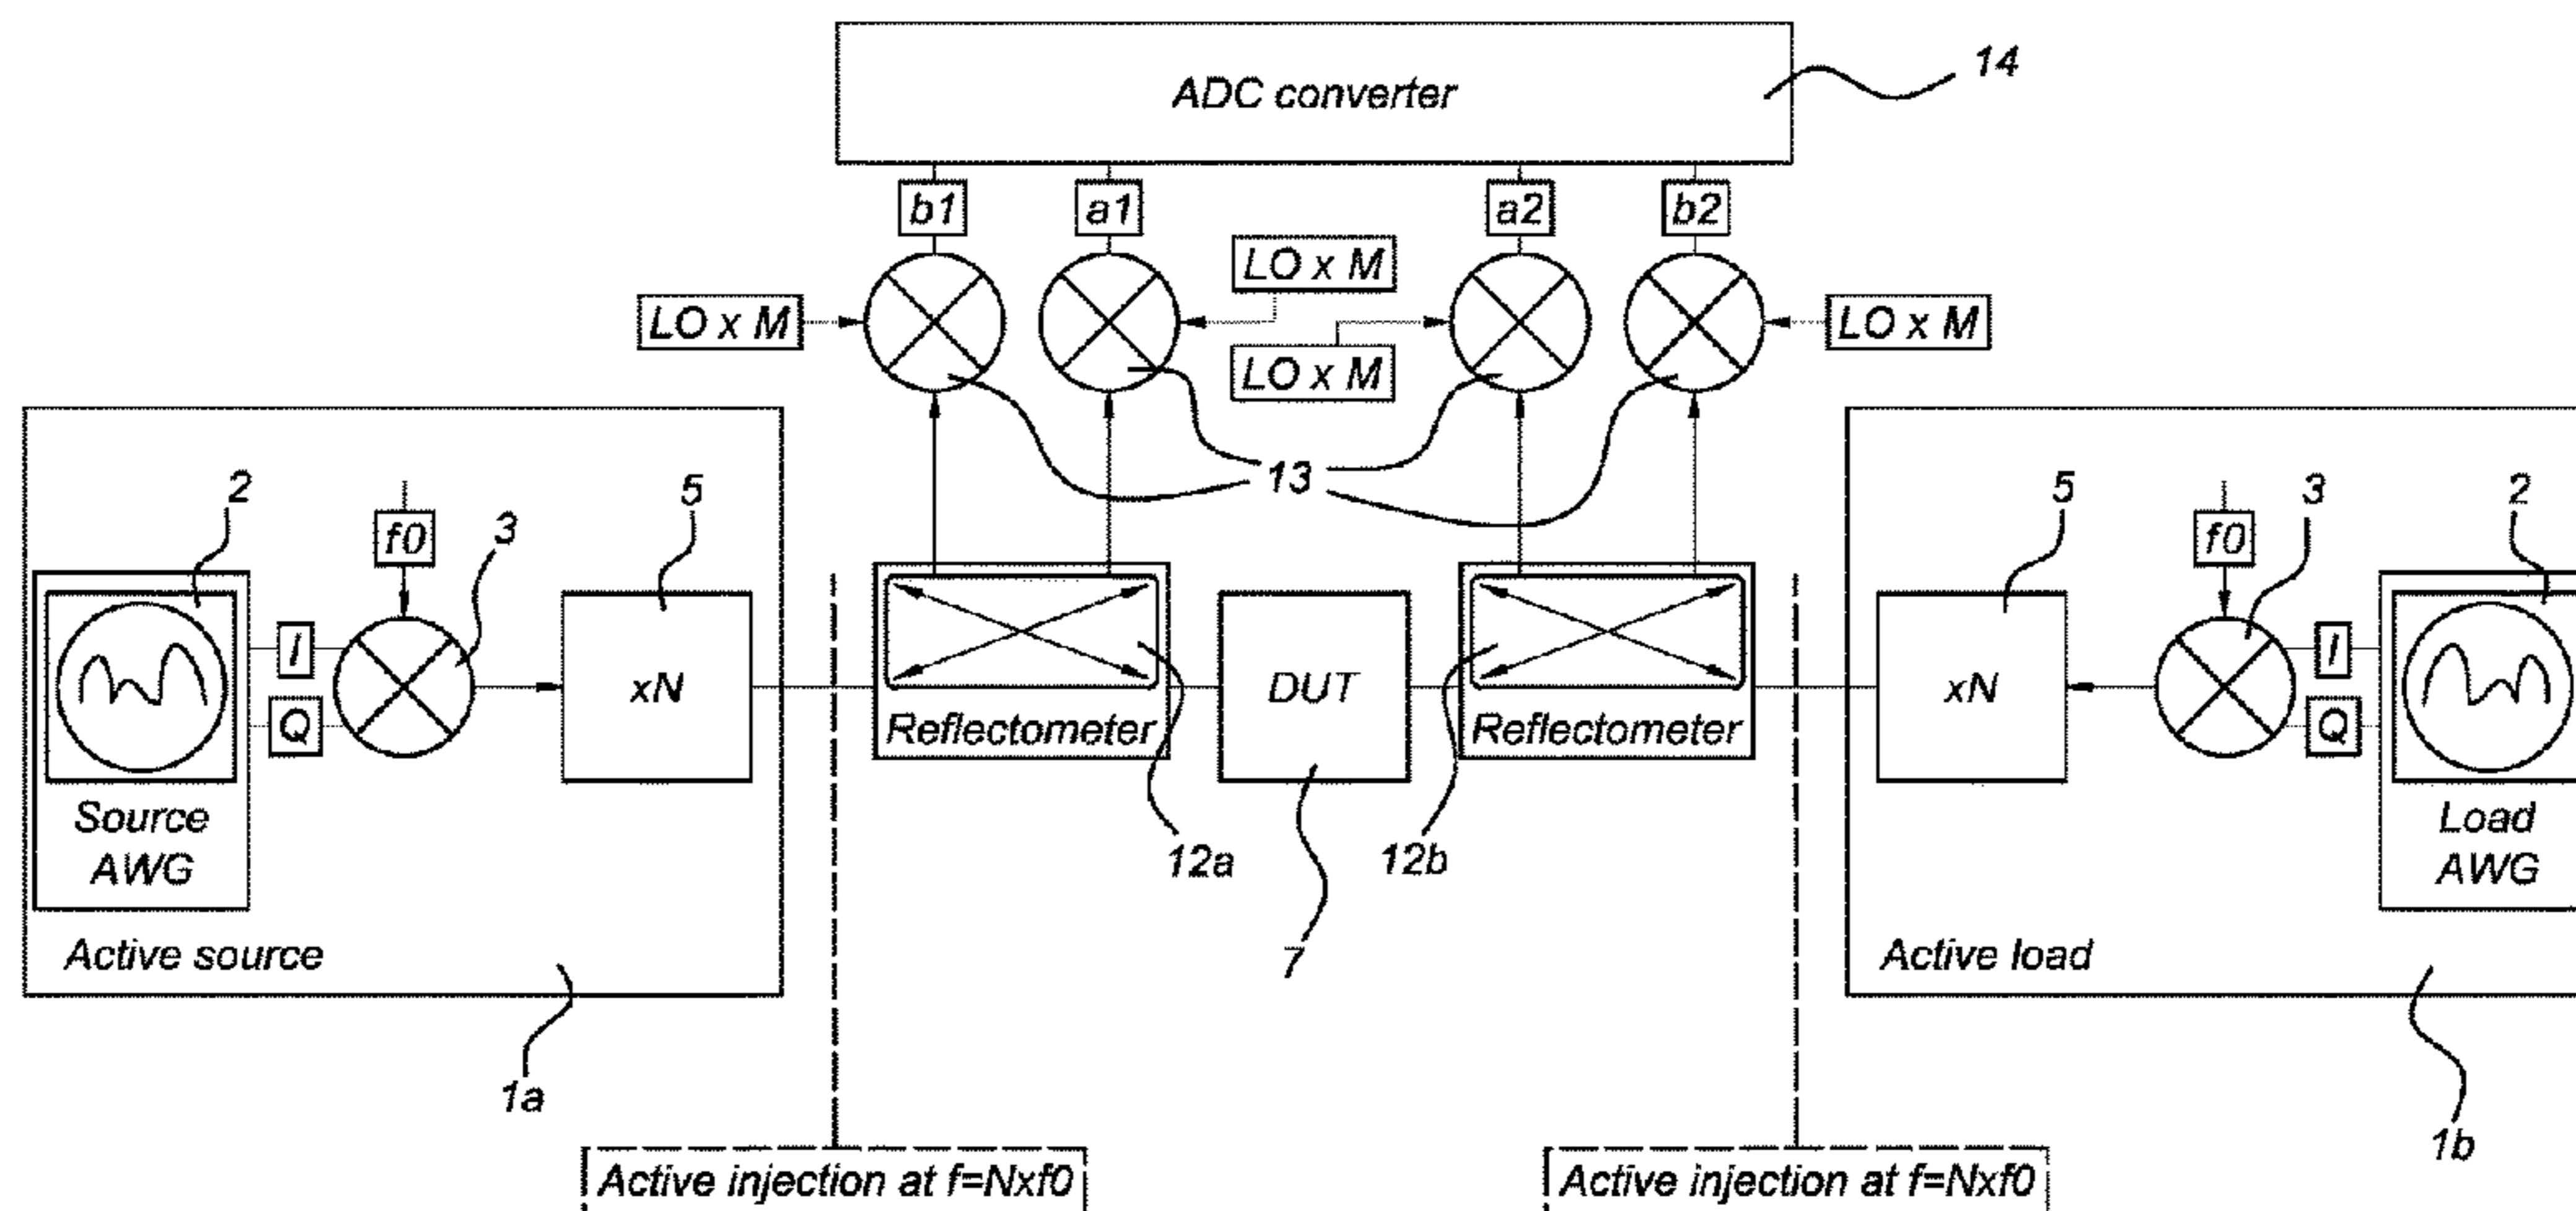 ADC converter
14
b1
a1
a2
b2
LO x M
LO x M
LO x M
LO x M
13
2
f0
3
5
5
f0
3
2
I
Q
xN
Reflectometer
DUT
Reflectometer
xN
I
Q
Source
AWG
12a
12b
Load
AWG
Active source
7
Active load
1a
1b
Active injection at f=Nxf0
Active injection at f=Nxf0